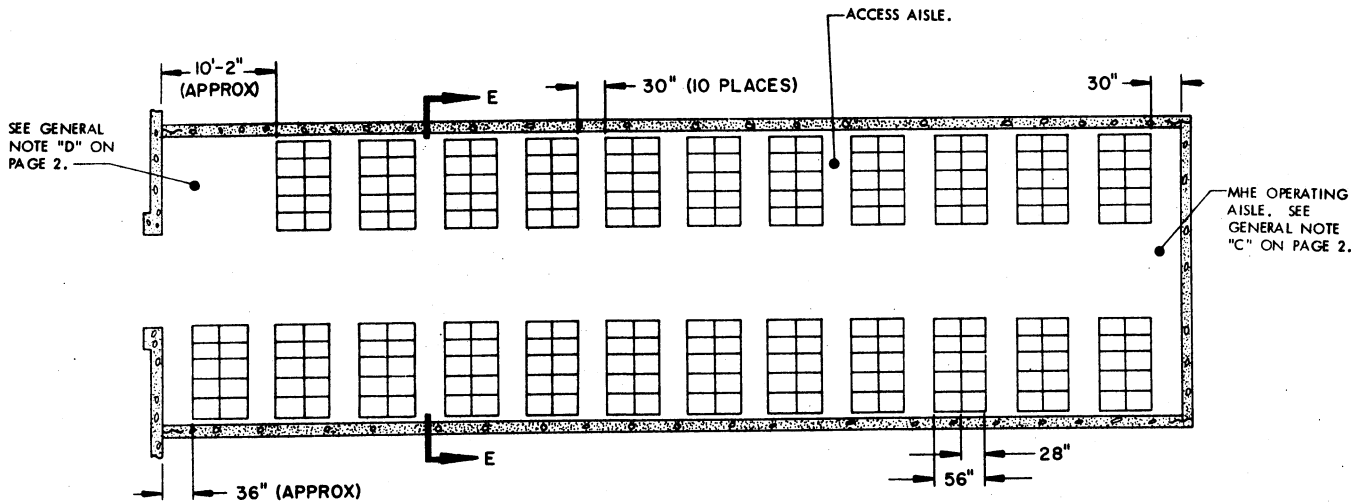 ACCESS AISLE.
10'-2"
(APPROX)
E
30" (10 PLACES)
30"
SEE GENERAL
NOTE "D" ON
PAGE 2.
MHE OPERATING
AISLE. SEE
GENERAL NOTE
"C" ON PAGE 2.
E
28"
56"
36" (APPROX)